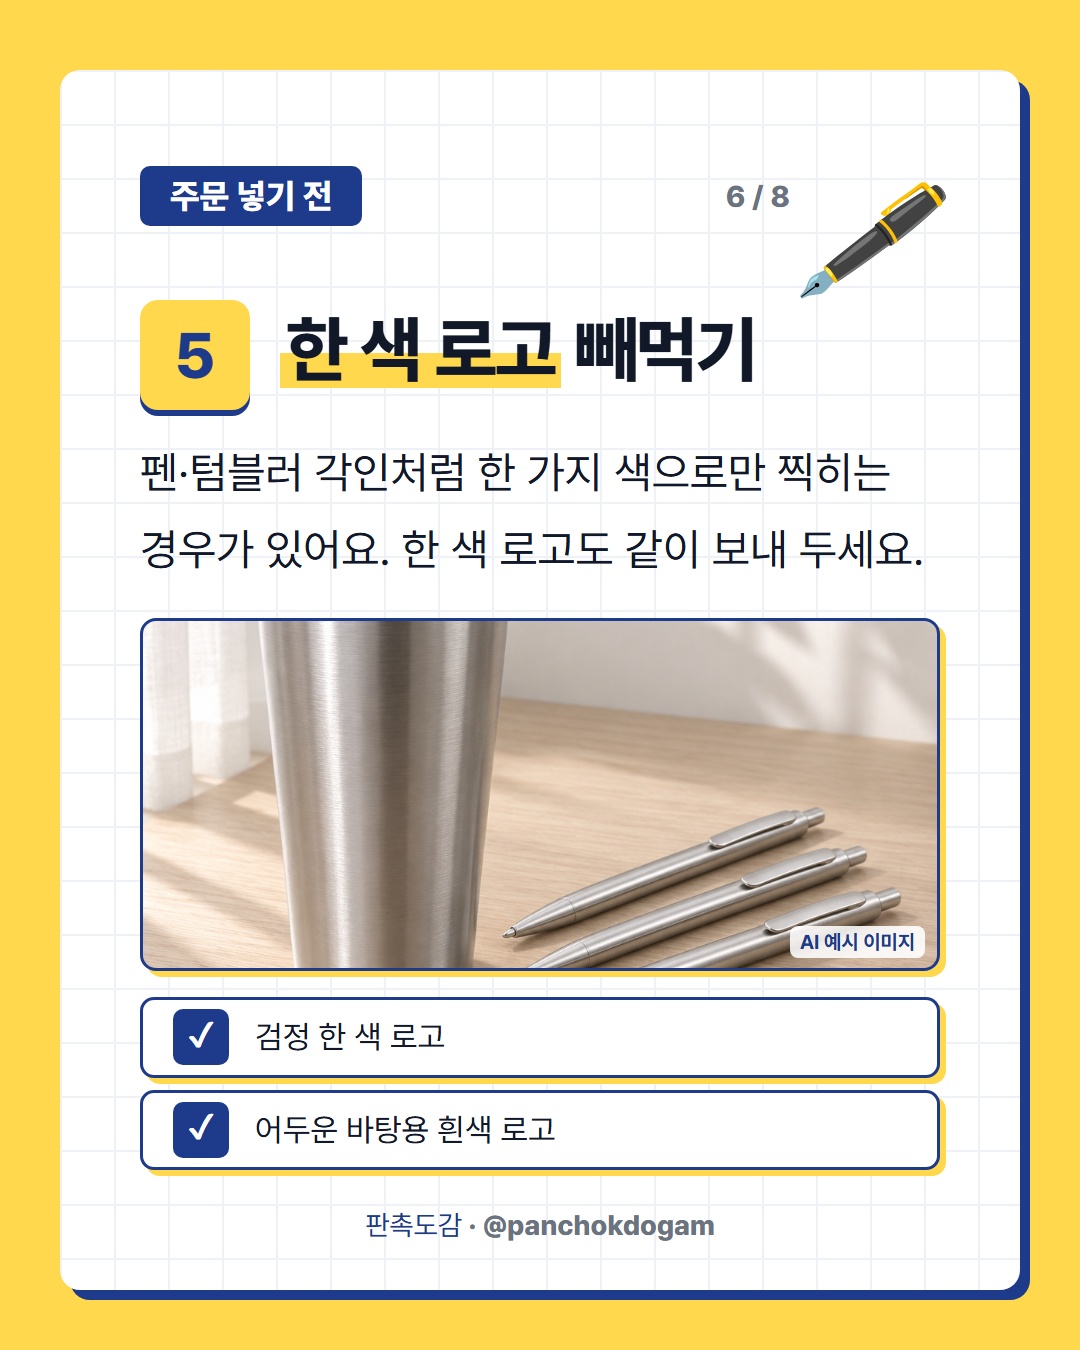 주문 넣기 전
6 / 8
5
한 색 로고 빼먹기
펜·텀블러 각인처럼 한 가지 색으로만 찍히는
경우가 있어요. 한 색 로고도 같이 보내 두세요.
AI 예시 이미지
검정 한 색 로고
어두운 바탕용 흰색 로고
판촉도감 · @panchokdogam